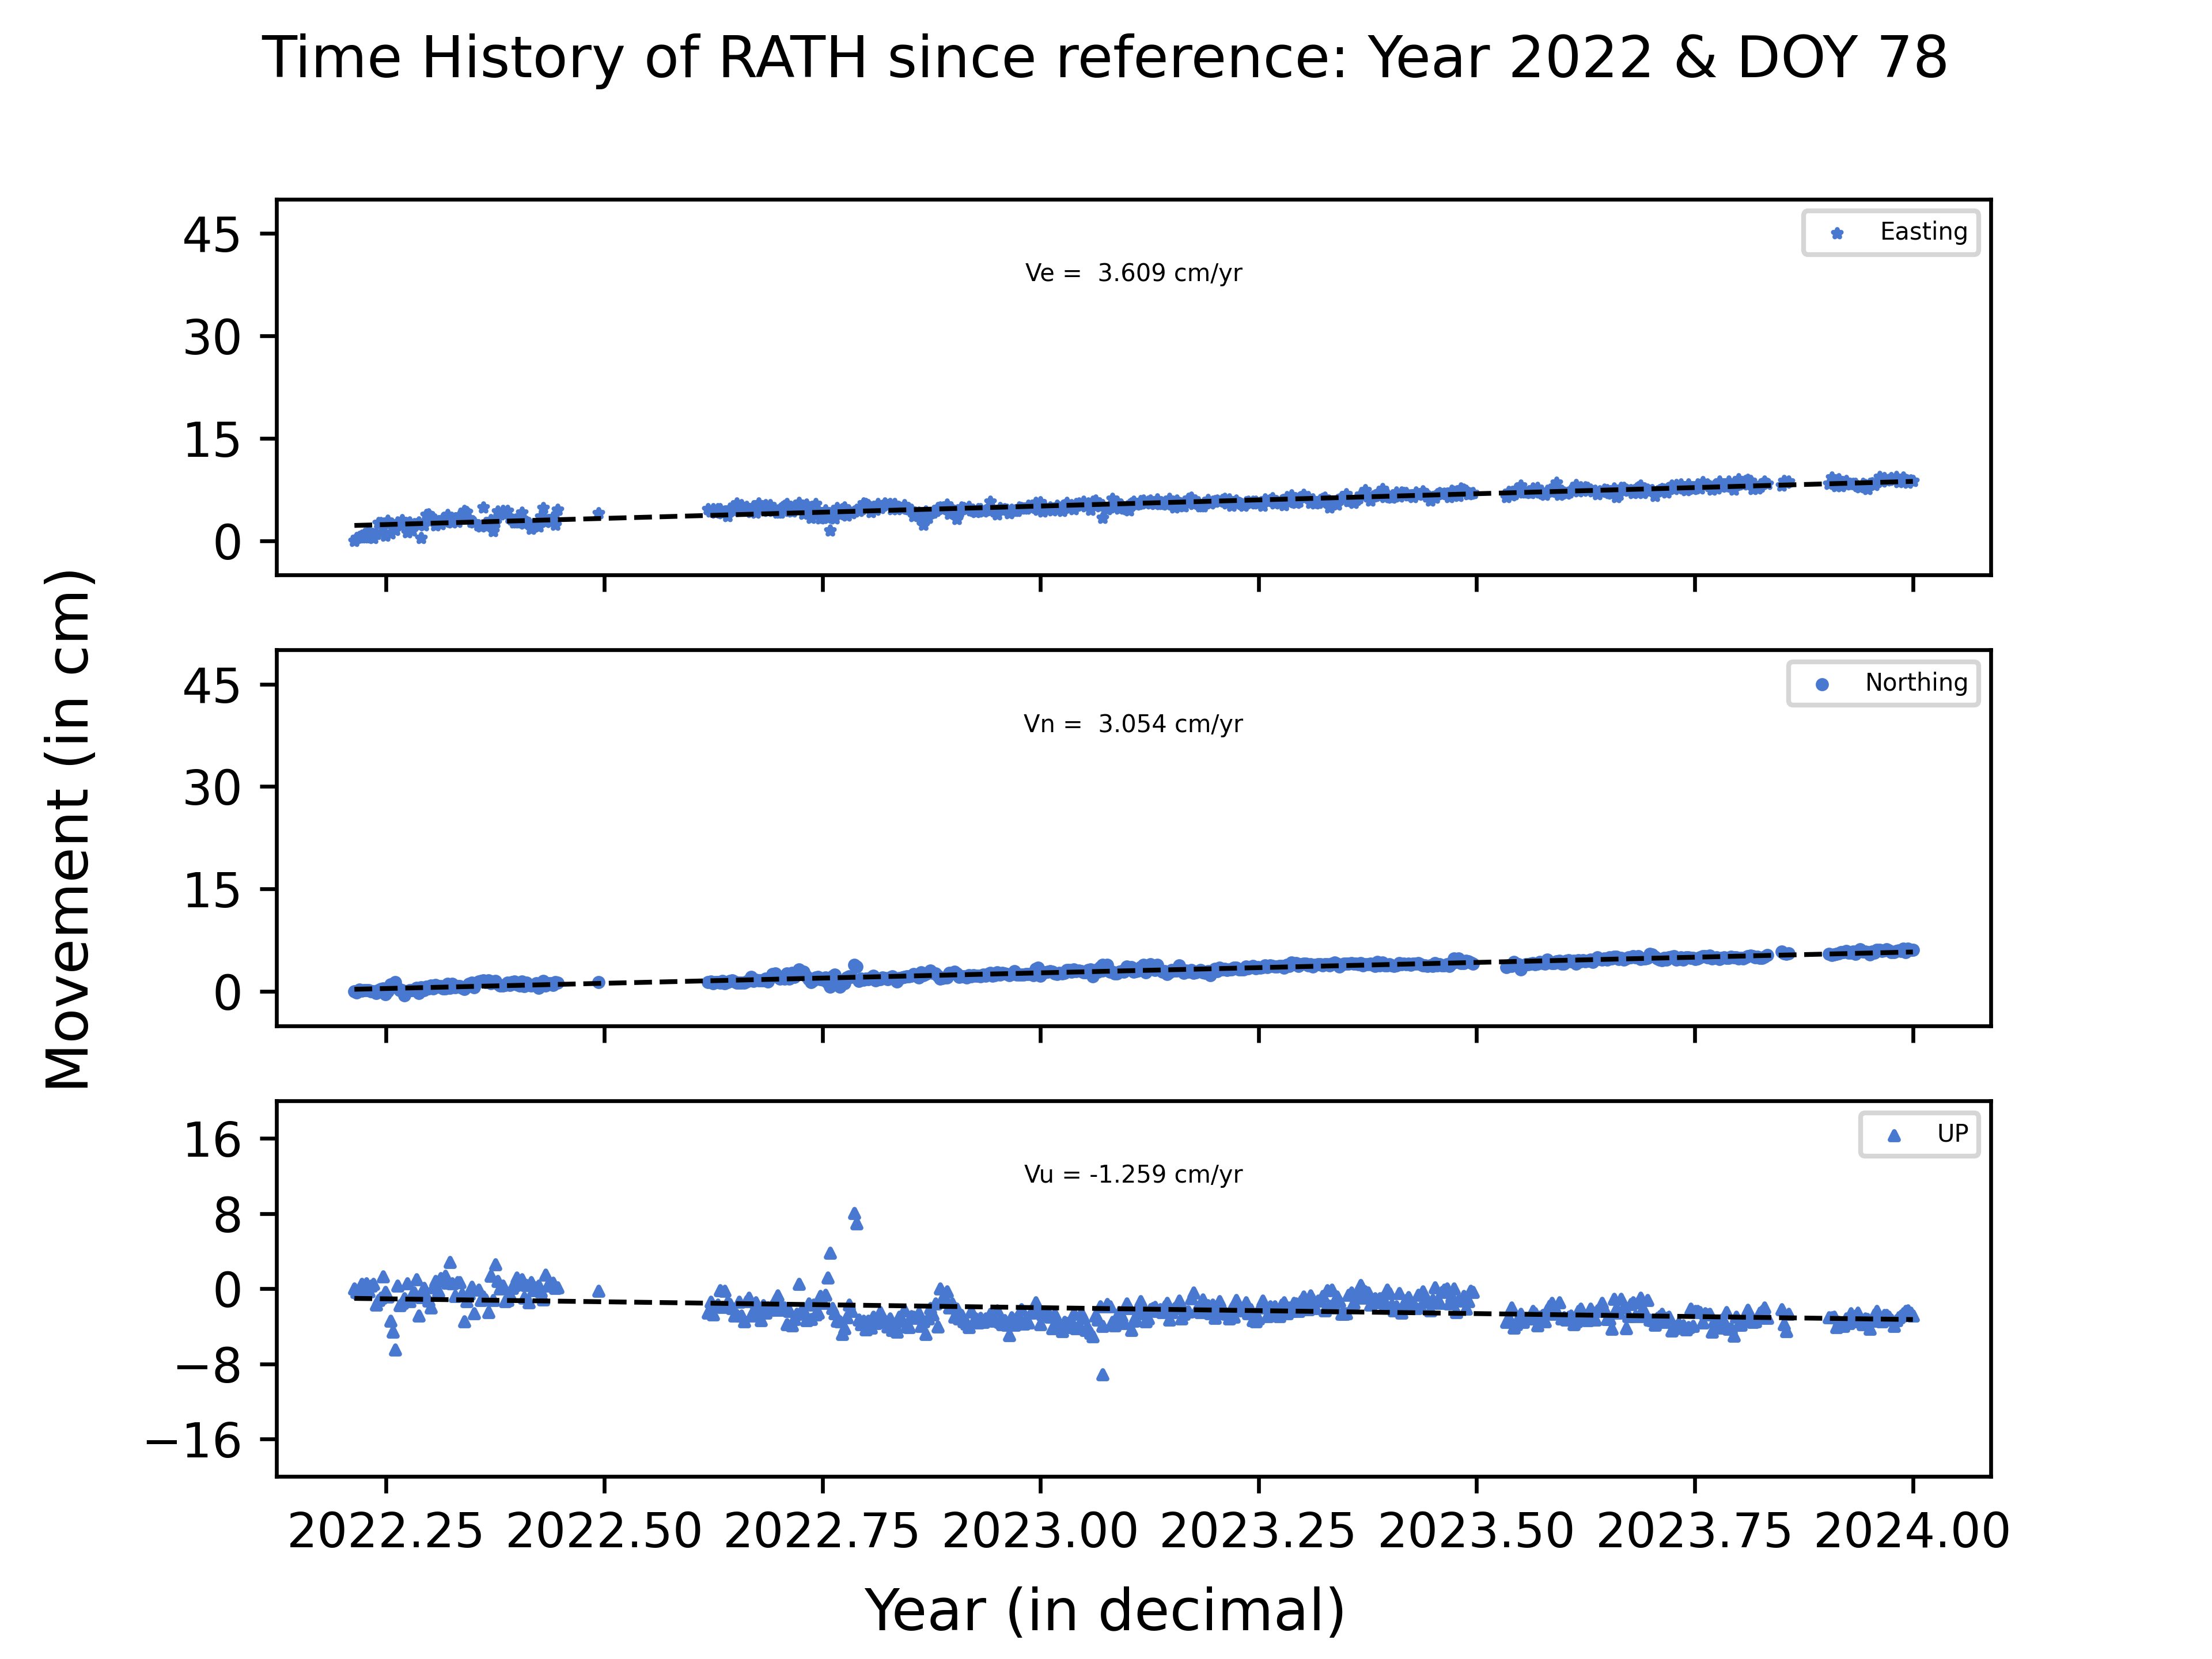 Time History of RATH since reference: Year 2022 & DOY 78
Movement (in cm)
45
30
15
0
Easting
Ve =  3.609 cm/yr
45
30
15
0
Northing
Vn =  3.054 cm/yr
16
8
0
−8
−16
UP
Vu = -1.259 cm/yr
2022.25 2022.50 2022.75 2023.00 2023.25 2023.50 2023.75 2024.00
Year (in decimal)